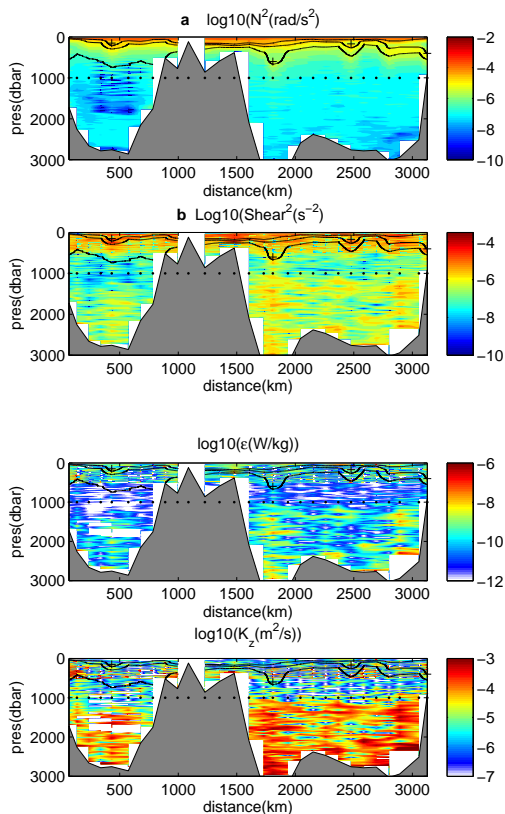 a log10(N²(rad/s²)
pres(dbar)
0
1000
2000
3000
500 1000 1500 2000 2500 3000
distance(km)
−2
−4
−6
−8
−10
b Log10(Shear²(s⁻²)
pres(dbar)
0
1000
2000
3000
500 1000 1500 2000 2500 3000
distance(km)
−4
−6
−8
−10
log10(ε(W/kg))
pres(dbar)
0
1000
2000
3000
500 1000 1500 2000 2500 3000
distance(km)
−6
−8
−10
−12
log10(K_z(m²/s))
pres(dbar)
0
1000
2000
3000
500 1000 1500 2000 2500 3000
distance(km)
−3
−4
−5
−6
−7